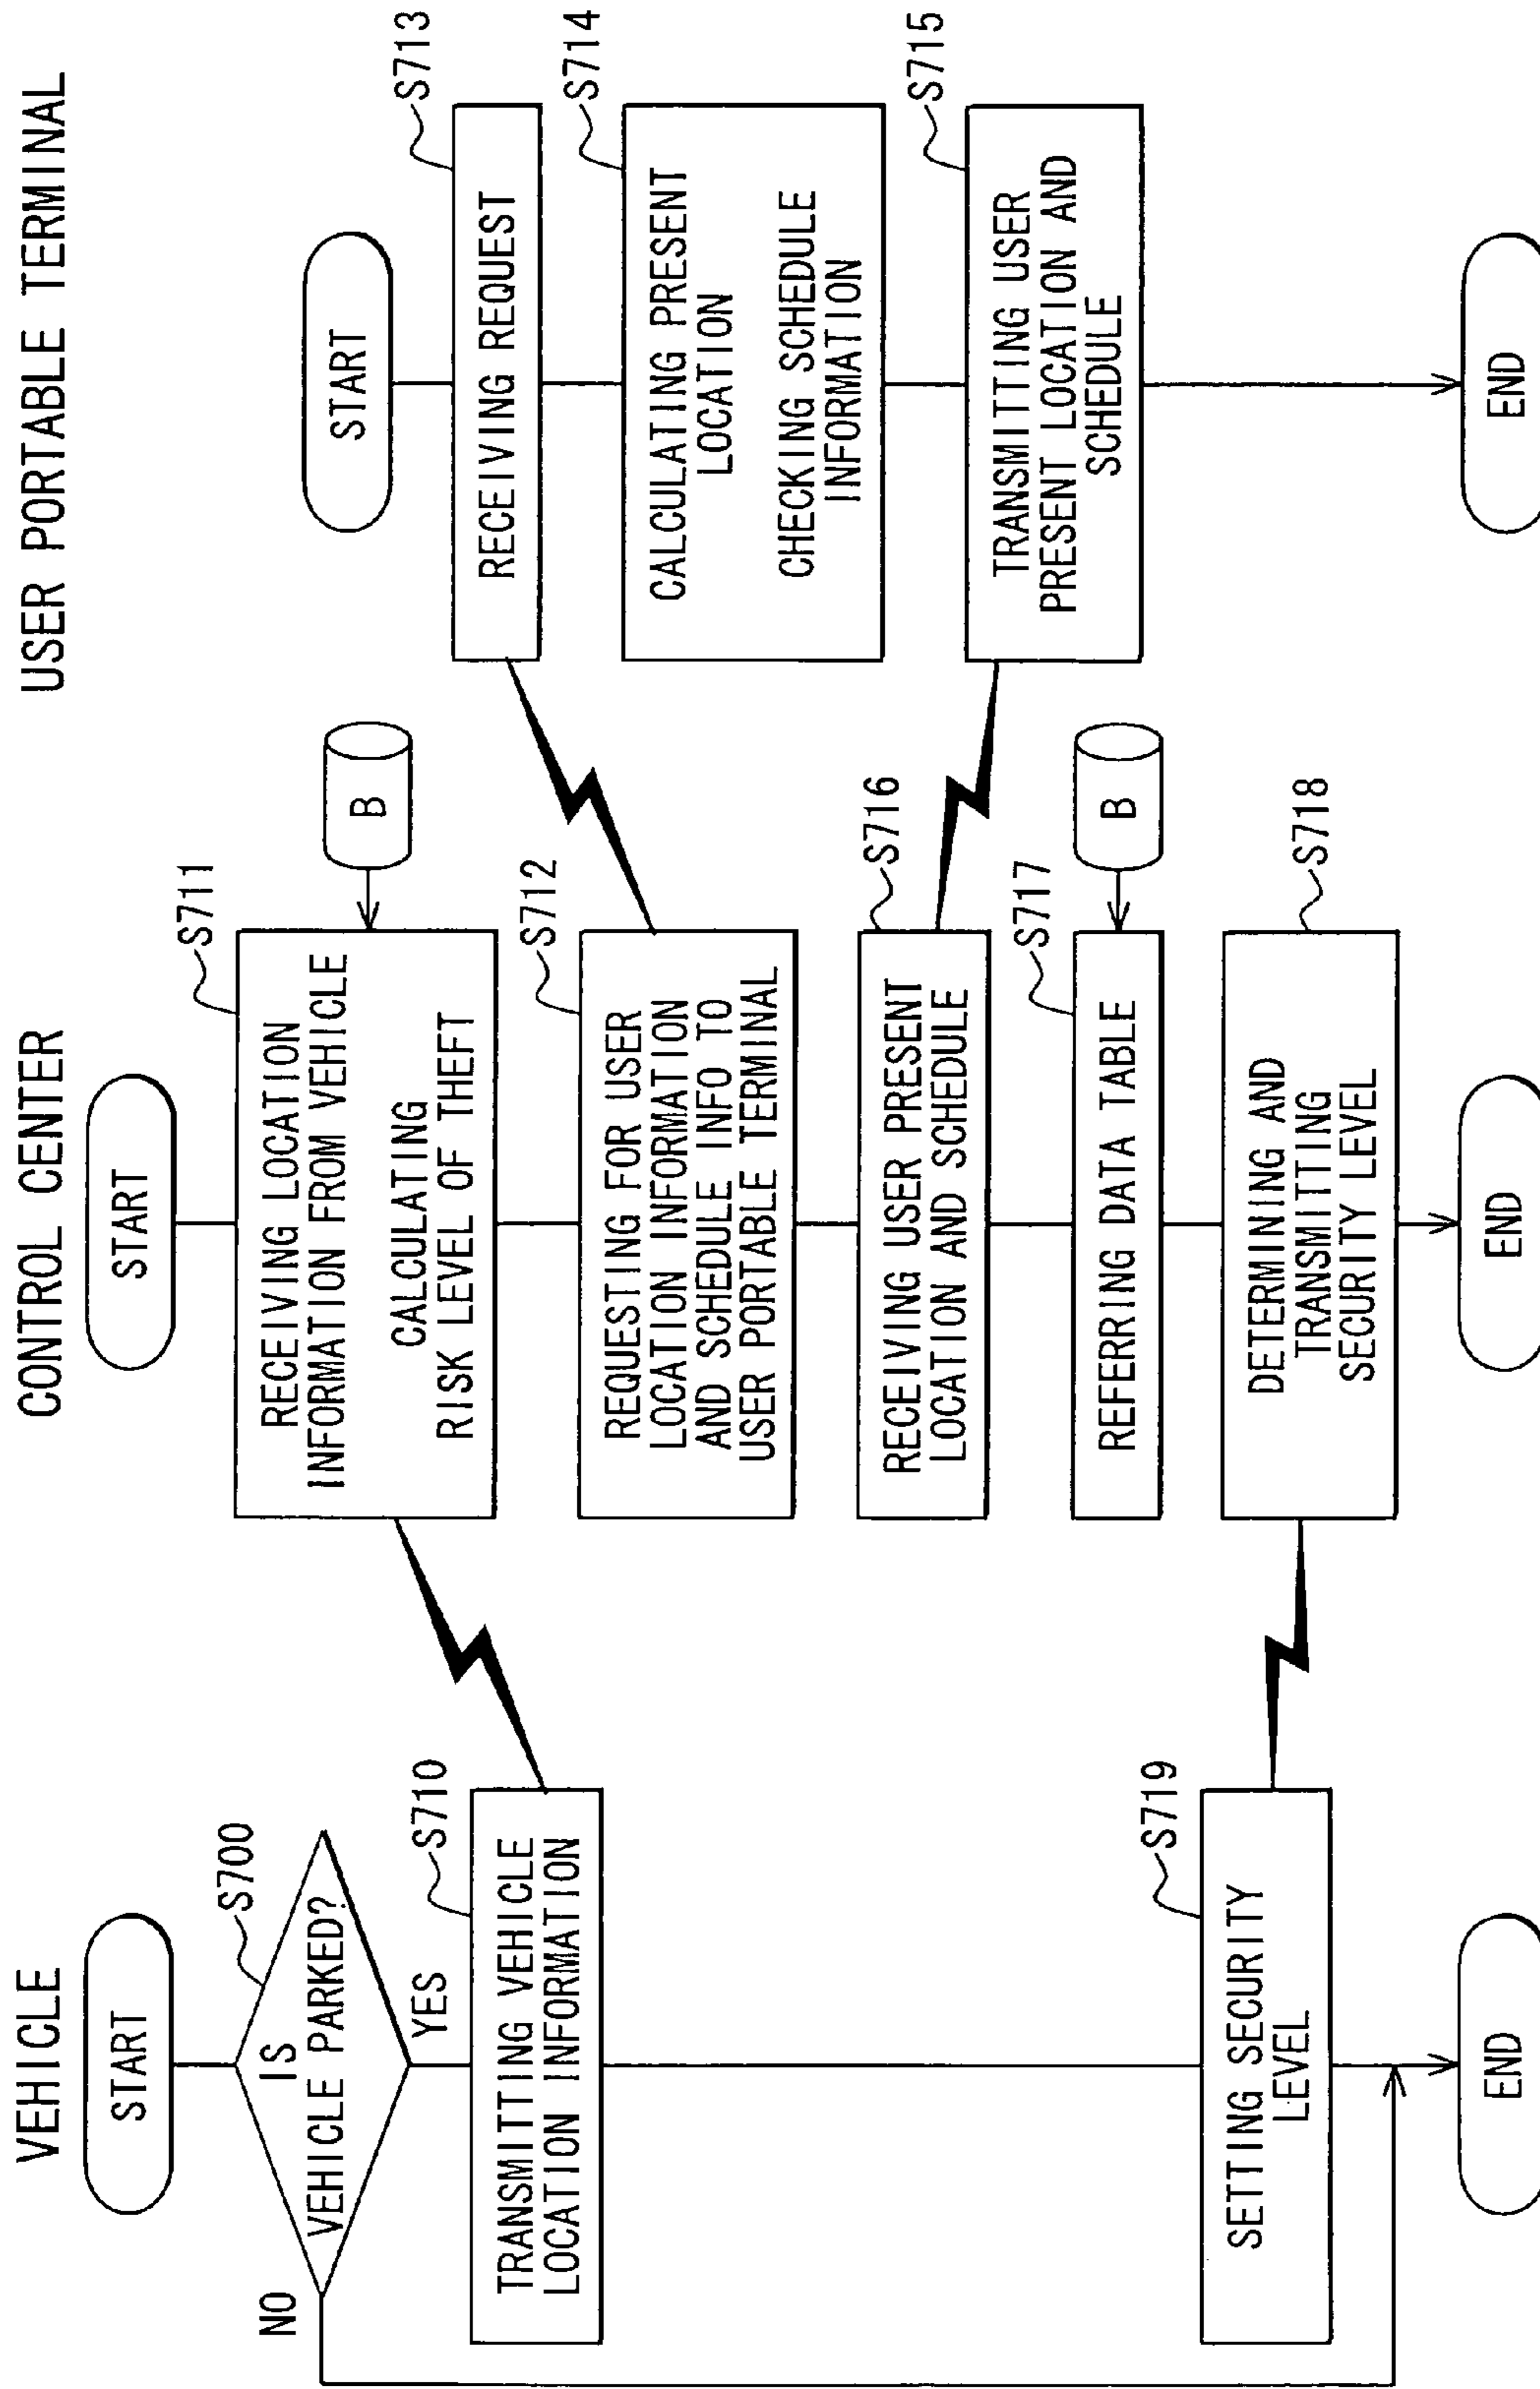 VEHICLE
START
S700
IS
VEHICLE PARKED?
NO
YES
S710
TRANSMITTING VEHICLE
LOCATION INFORMATION
S719
SETTING SECURITY
LEVEL
END
CONTROL CENTER
START
S711
RECEIVING LOCATION
INFORMATION FROM VEHICLE
CALCULATING
RISK LEVEL OF THEFT
B
S712
REQUESTING FOR USER
LOCATION INFORMATION
AND SCHEDULE INFO TO
USER PORTABLE TERMINAL
S716
RECEIVING USER PRESENT
LOCATION AND SCHEDULE
S717
REFERRING DATA TABLE
B
S718
DETERMINING AND
TRANSMITTING
SECURITY LEVEL
END
USER PORTABLE TERMINAL
START
S713
RECEIVING REQUEST
S714
CALCULATING PRESENT
LOCATION
CHECKING SCHEDULE
INFORMATION
S715
TRANSMITTING USER
PRESENT LOCATION AND
SCHEDULE
END